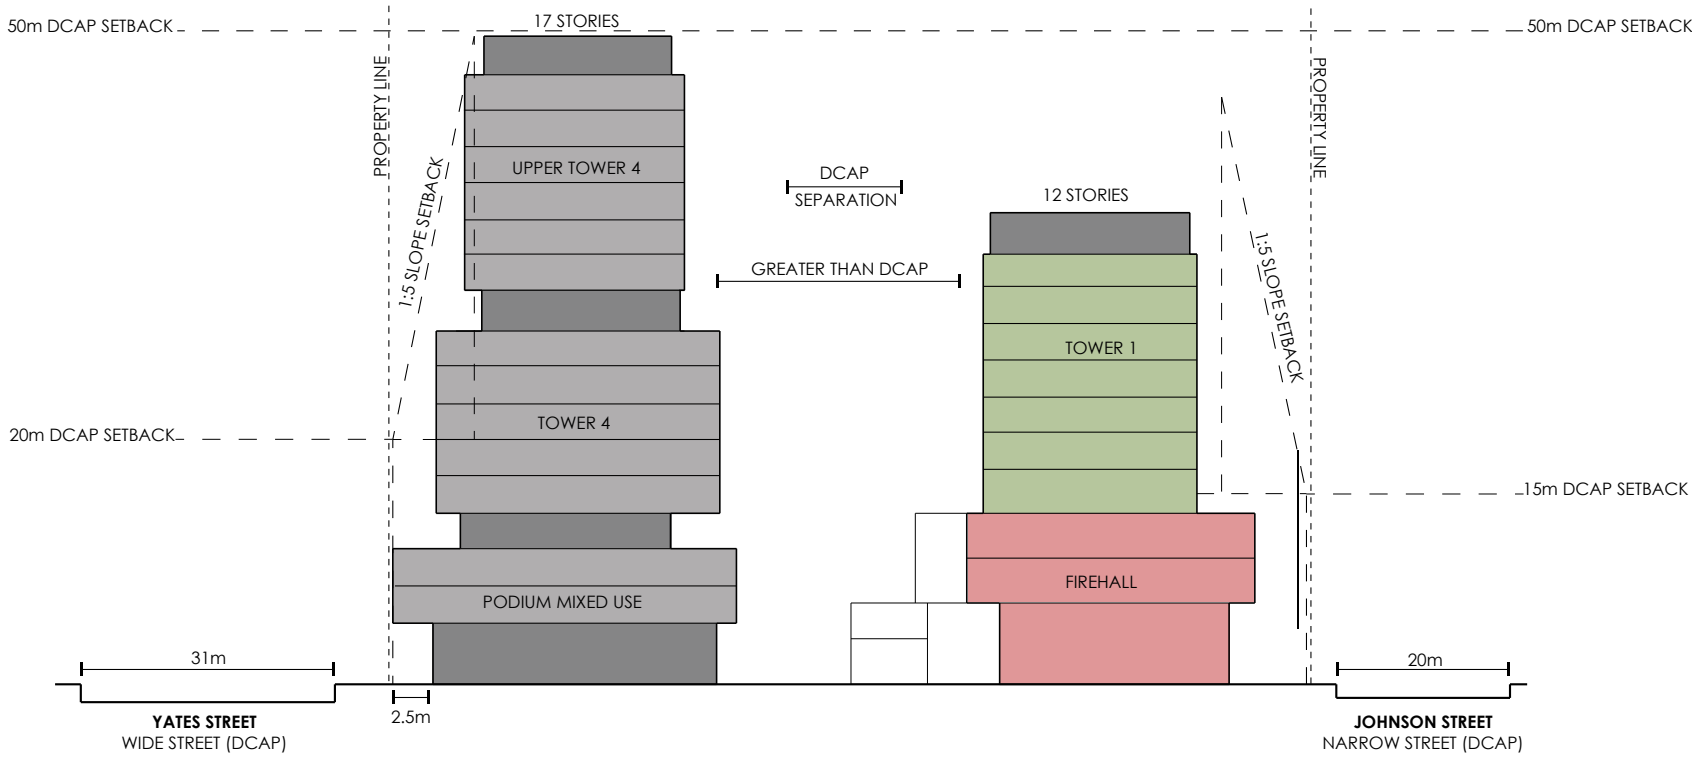 17 STORIES
50m DCAP SETBACK
50m DCAP SETBACK
PROPERTY LINE
PROPERTY LINE
UPPER TOWER 4
DCAP
SEPARATION
12 STORIES
1:5 SLOPE SETBACK
GREATER THAN DCAP
1:5 SLOPE SETBACK
TOWER 1
TOWER 4
20m DCAP SETBACK
15m DCAP SETBACK
FIREHALL
PODIUM MIXED USE
31m
20m
2.5m
YATES STREET
WIDE STREET (DCAP)
JOHNSON STREET
NARROW STREET (DCAP)